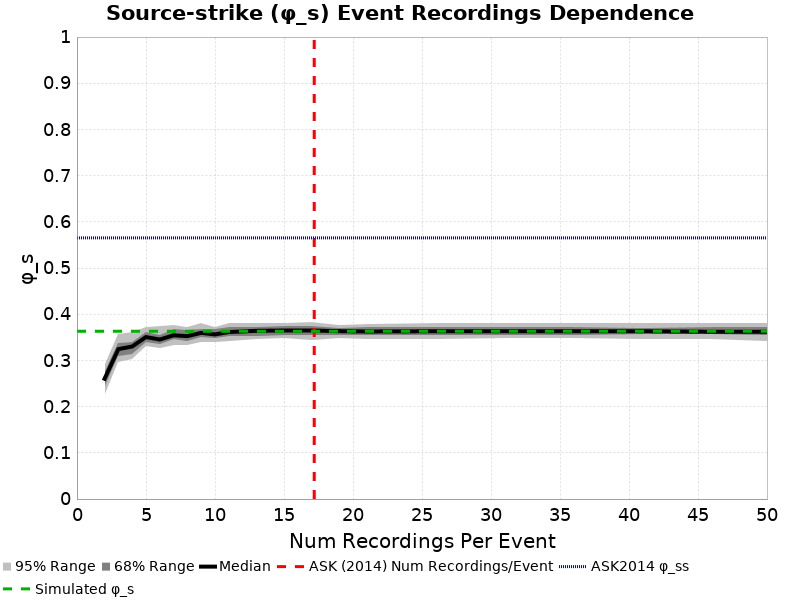 Source-strike (φ_s) Event Recordings Dependence
1
0.9
0.8
0.7
0.6
0.5
0.4
0.3
0.2
0.1
0
φ_s
0 5 10 15 20 25 30 35 40 45 50
Num Recordings Per Event
95% Range 68% Range Median ASK (2014) Num Recordings/Event ASK2014 φ_ss
Simulated φ_s